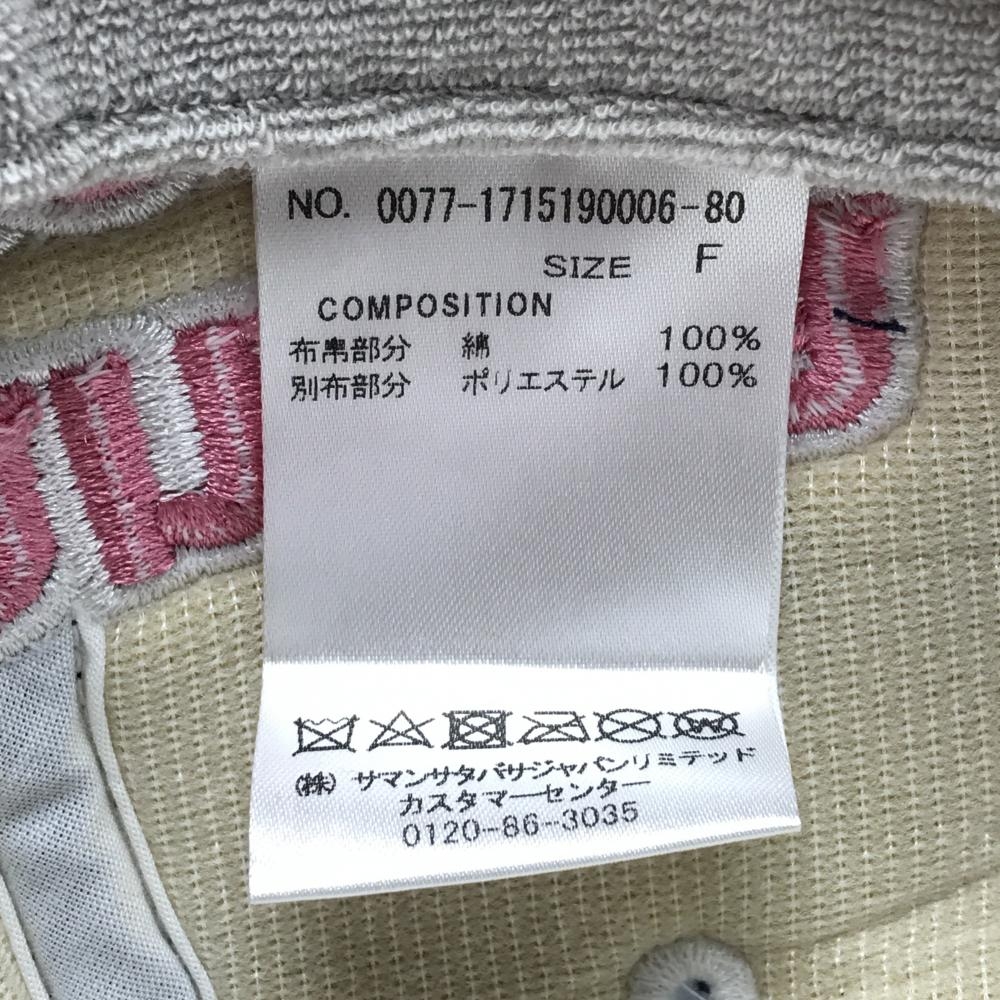 NO. 0077-1715190006-80
SIZE F
COMPOSITION
布帛部分 綿 100%
別布部分 ポリエステル 100%
㈱ サマンサタバサジャパンリミテッド
カスタマーセンター
0120-86-3035